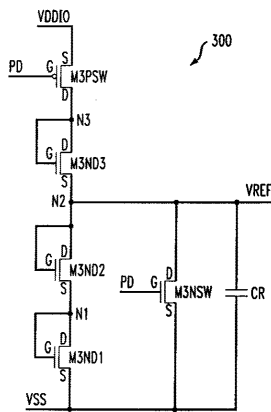 VDDIO
300
S
PD G M3PSW
D
N3
D
G M3ND3
S
N2 VREF
D D
G M3ND2 PD G M3NSW CR
S S
N1
D
G M3ND1
S
VSS